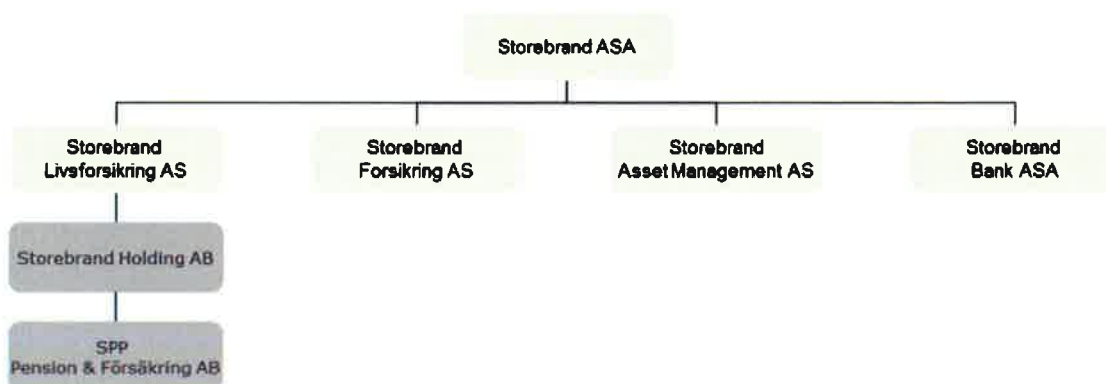 Storebrand ASA
Storebrand
Livsforsikring AS
Storebrand
Forsikring AS
Storebrand
Asset Management AS
Storebrand
Bank ASA
Storebrand Holding AB
SPP
Pension & Försäkring AB